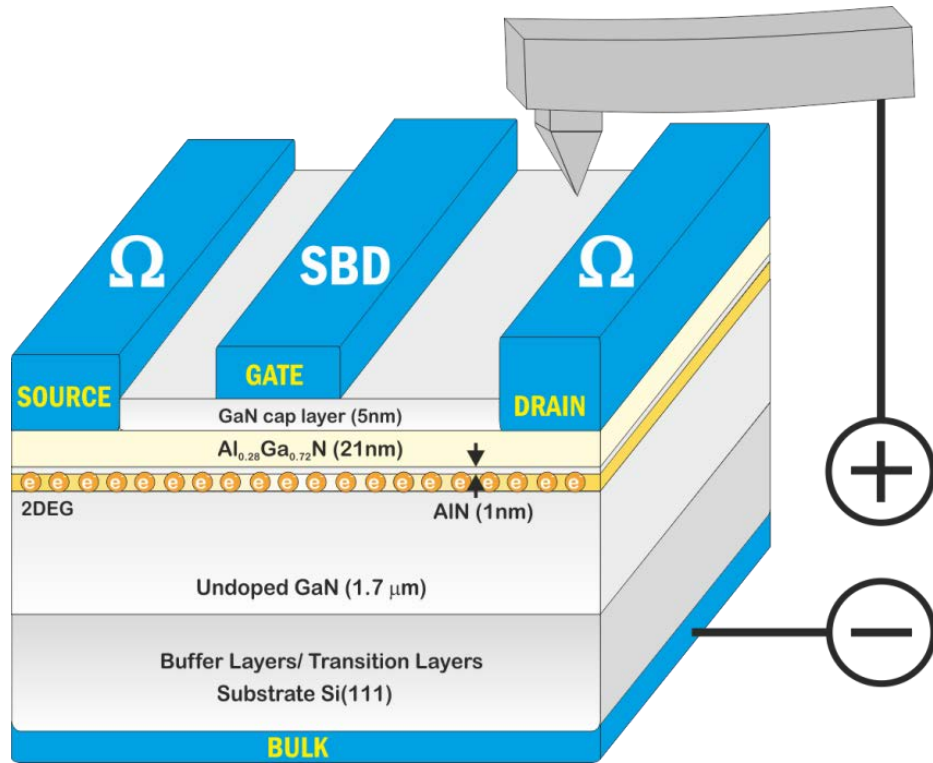 Ω
SBD
Ω
SOURCE
GATE
DRAIN
GaN cap layer (5nm)
Al₀.₂₈Ga₀.₇₂N (21nm)
e e e e e e e e e e e e e e e e e e e e
2DEG
AlN (1nm)
Undoped GaN (1.7 μm)
Buffer Layers/ Transition Layers
Substrate Si(111)
BULK
+
−